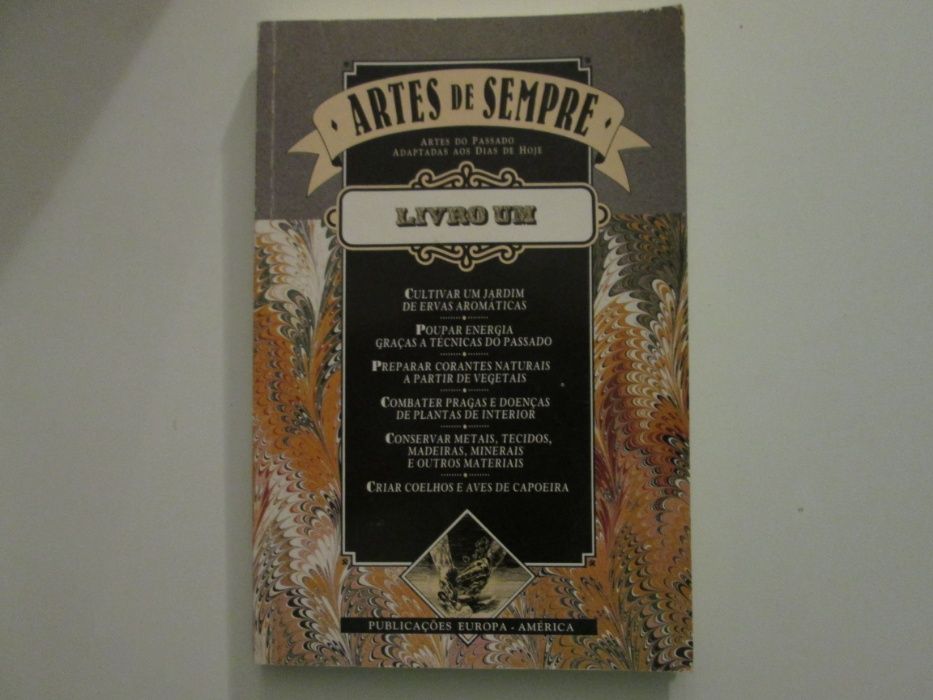 ARTES DE SEMPRE
ARTES DO PASSADO
ADAPTADAS AOS DIAS DE HOJE
LIVRO UM
CULTIVAR UM JARDIM
DE ERVAS AROMÁTICAS
POUPAR ENERGIA
GRAÇAS A TÉCNICAS DO PASSADO
PREPARAR CORANTES NATURAIS
A PARTIR DE VEGETAIS
COMBATER PRAGAS E DOENÇAS
DE PLANTAS DE INTERIOR
CONSERVAR METAIS, TECIDOS,
MADEIRAS, MINERAIS
E OUTROS MATERIAIS
CRIAR COELHOS E AVES DE CAPOEIRA
PUBLICAÇÕES EUROPA - AMÉRICA